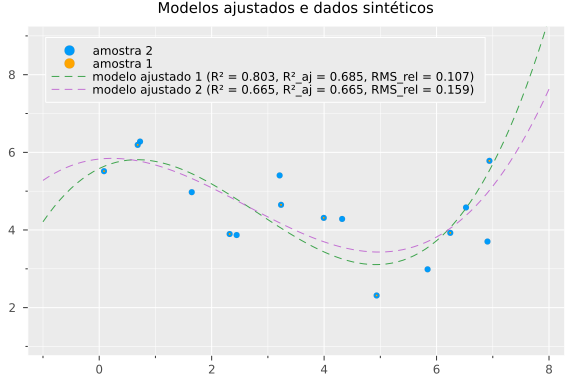 Modelos ajustados e dados sintéticos
amostra 2
amostra 1
modelo ajustado 1 (R² = 0.803, R²_aj = 0.685, RMS_rel = 0.107)
modelo ajustado 2 (R² = 0.665, R²_aj = 0.665, RMS_rel = 0.159)
8
6
4
2
0 2 4 6 8